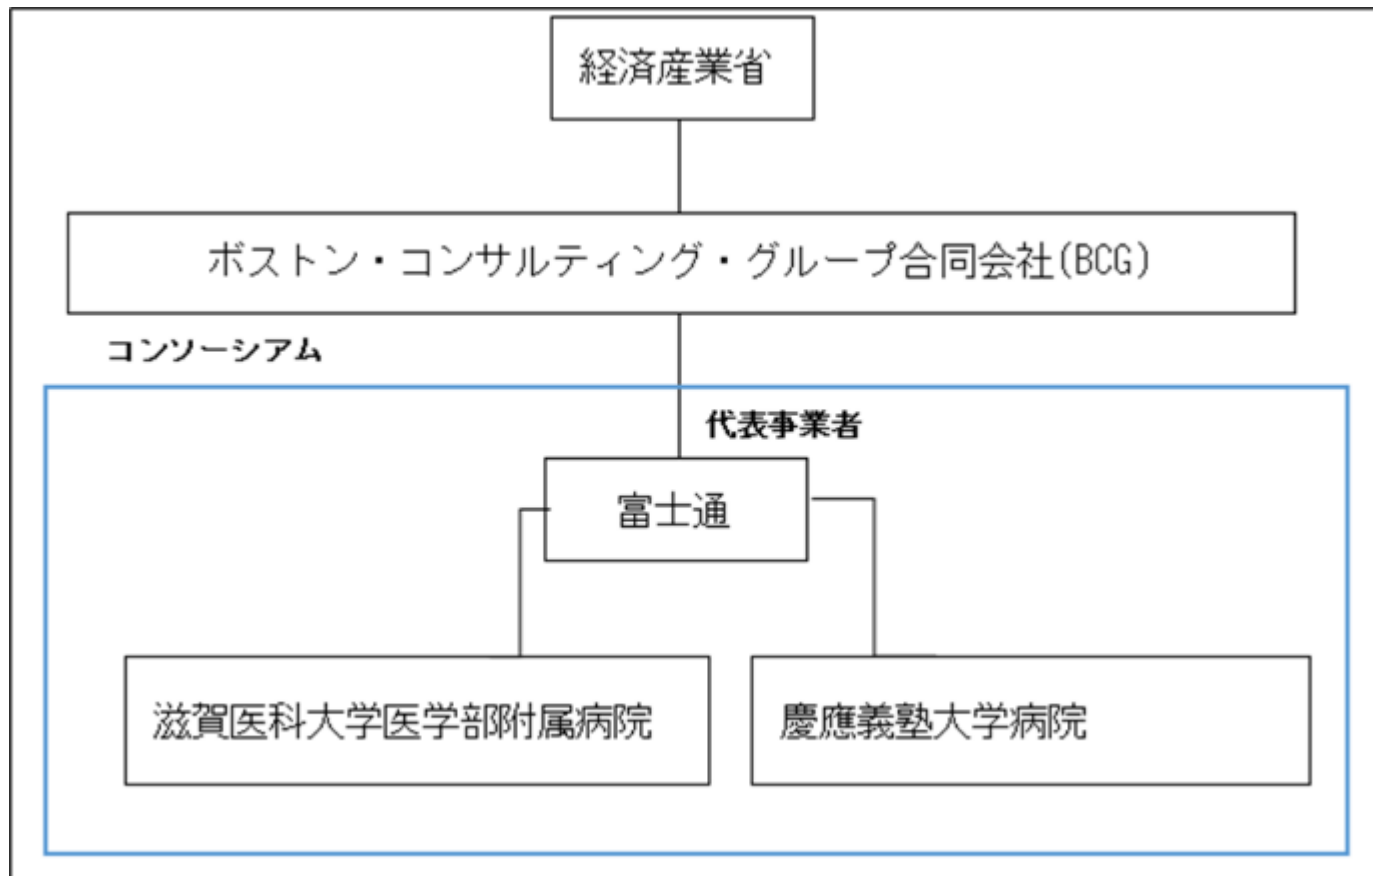 経済産業省
ボストン・コンサルティング・グループ合同会社(BCG)
コンソーシアム
代表事業者
富士通
滋賀医科大学医学部附属病院
慶應義塾大学病院